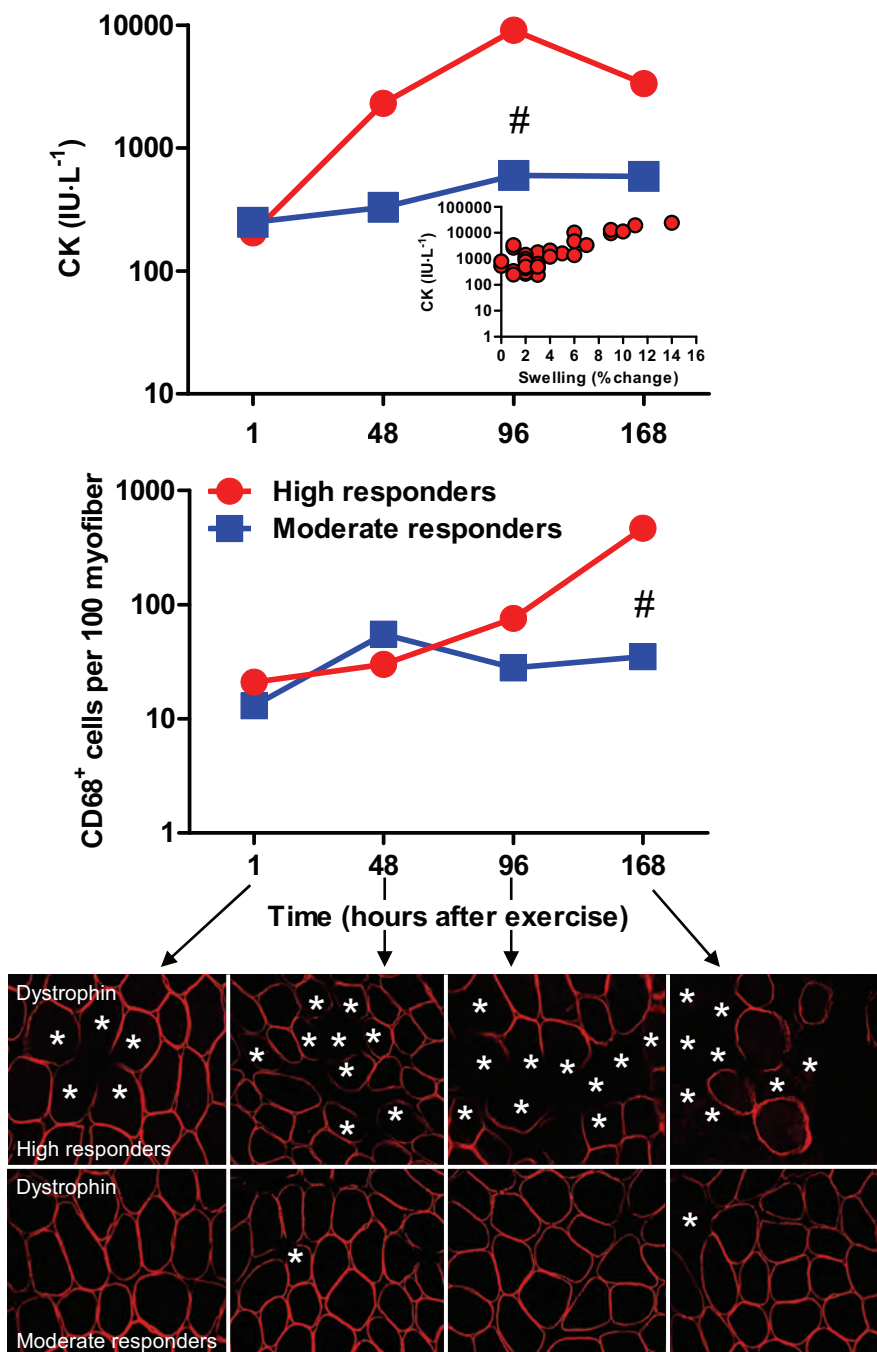 10000
1000
100
10
CK (IU·L⁻¹)
#
100000
10000
1000
100
10
1
CK (IU·L⁻¹)
0 2 4 6 8 10 12 14 16
Swelling (% change)
1 48 96 168
1000
100
10
1
CD68⁺ cells per 100 myofiber
High responders
Moderate responders
#
1 48 96 168
Time (hours after exercise)
Dystrophin
* * * * *
* * * * * * * * * *
* * * * * * * * * *
* * * * * * * * *
High responders
Dystrophin
*
*
Moderate responders